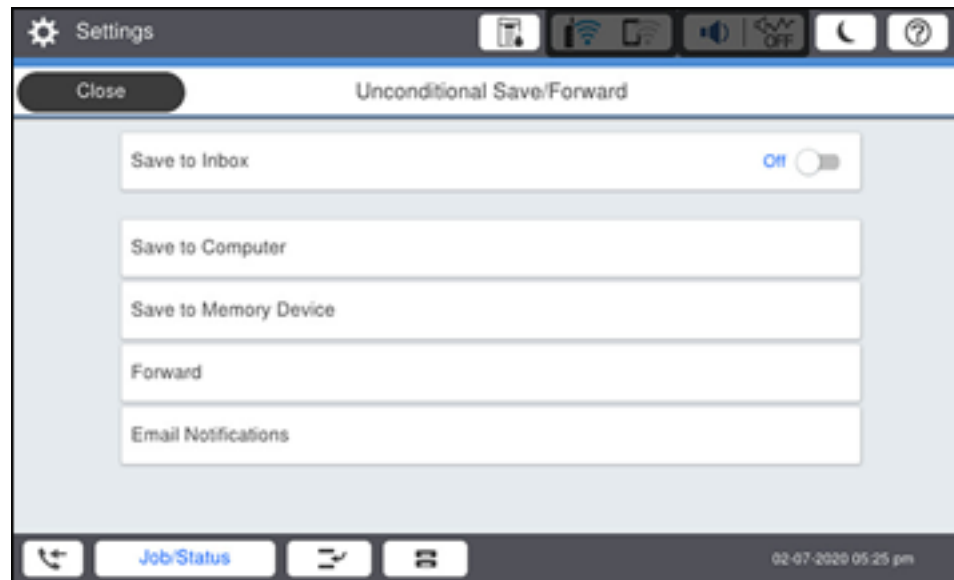 Settings
OFF
Close
Unconditional Save/Forward
Save to Inbox
Off
Save to Computer
Save to Memory Device
Forward
Email Notifications
Job/Status
02-07-2020 05:25 pm